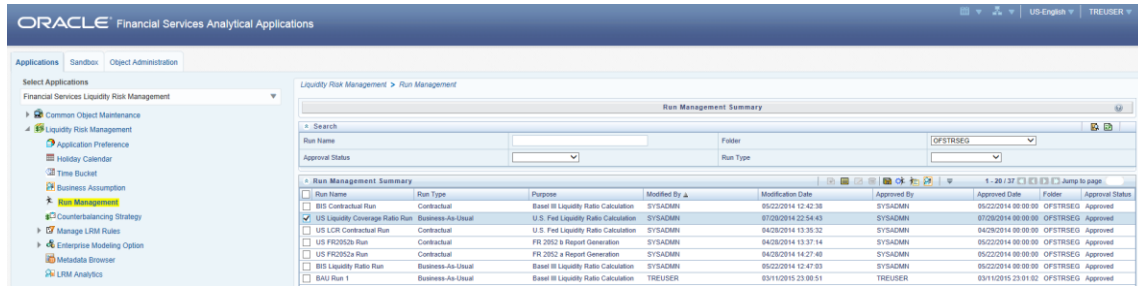 US-English TREUSER
ORACLE Financial Services Analytical Applications
Applications Sandbox Object Administration
Select Applications
Financial Services Liquidity Risk Management
Common Object Maintenance
Liquidity Risk Management
Application Preference
Holiday Calendar
Time Bucket
Business Assumption
Run Management
Counterbalancing Strategy
Manage LRM Rules
Enterprise Modeling Option
Metadata Browser
LRM Analytics
Liquidity Risk Management > Run Management
Run Management Summary
Search
Run Name Folder OFSTRSEG
Approval Status Run Type
Run Management Summary 1 - 20 / 37 Jump to page
Run Name Run Type Purpose Modified By Modification Date Approved By Approved Date Folder Approval Status
BIS Contractual Run Contractual Basel III Liquidity Ratio Calculation SYSADMN 05/22/2014 12:42:38 SYSADMN 05/22/2014 00:00:00 OFSTRSEG Approved
US Liquidity Coverage Ratio Run Business-As-Usual U.S. Fed Liquidity Ratio Calculation SYSADMN 07/20/2014 22:54:43 SYSADMN 07/20/2014 00:00:00 OFSTRSEG Approved
US LCR Contractual Run Contractual U.S. Fed Liquidity Ratio Calculation SYSADMN 04/28/2014 13:35:32 SYSADMN 04/29/2014 00:00:00 OFSTRSEG Approved
US FR2052b Run Contractual FR 2052 b Report Generation SYSADMN 04/28/2014 13:37:14 SYSADMN 05/22/2014 00:00:00 OFSTRSEG Approved
US FR2052a Run Contractual FR 2052 a Report Generation SYSADMN 04/28/2014 14:27:48 SYSADMN 05/22/2014 00:00:00 OFSTRSEG Approved
BIS Liquidity Ratio Run Business-As-Usual Basel III Liquidity Ratio Calculation SYSADMN 05/22/2014 12:47:03 SYSADMN 05/22/2014 00:00:00 OFSTRSEG Approved
BAU Run 1 Business-As-Usual Basel III Liquidity Ratio Calculation TREUSER 03/11/2015 23:00:51 TREUSER 03/11/2015 23:01:02 OFSTRSEG Approved